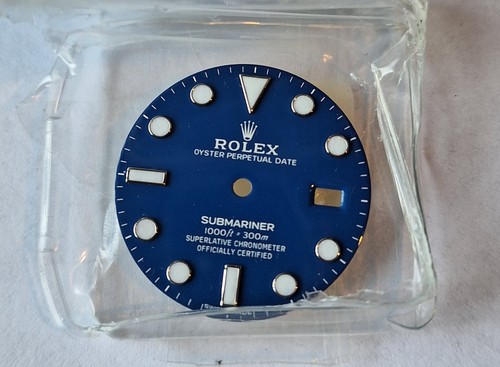 ROLEX
OYSTER PERPETUAL DATE
SUBMARINER
1000ft = 300m
SUPERLATIVE CHRONOMETER
OFFICIALLY CERTIFIED